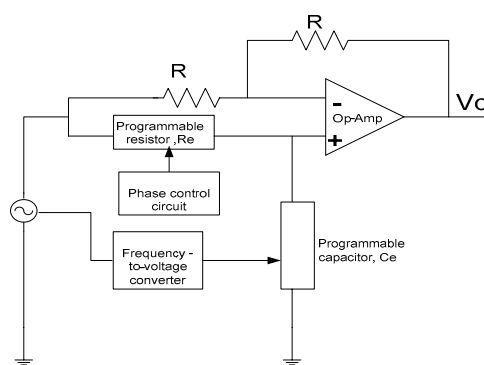 R
R
-
Op-Amp
+
Vo
Programmable
resistor ,Re
Phase control
circuit
Frequency -
to-voltage
converter
Programmable
capacitor, Ce